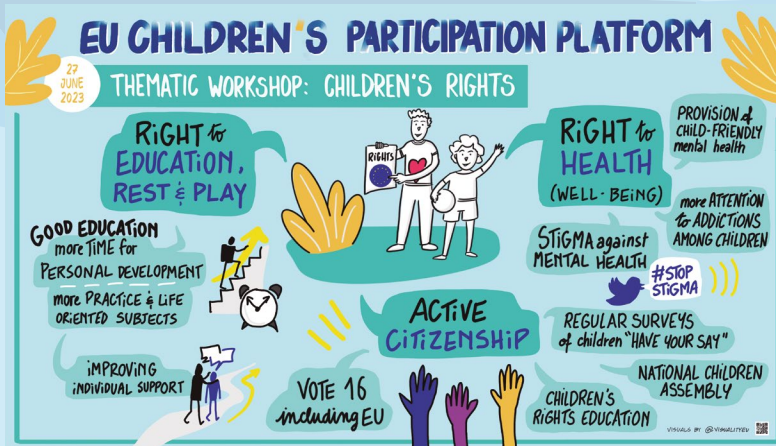 EU CHILDREN'S PARTICIPATION PLATFORM
27
JUNE
2023
THEMATIC WORKSHOP: CHILDREN'S RIGHTS
RIGHT to
EDUCATION,
REST & PLAY
RIGHTS
RIGHT to
HEALTH
(WELL-BEING)
PROVISION of
CHILD-FRIENDLY
mental health
more ATTENTION
to ADDICTIONS
AMONG CHILDREN
STIGMA against
MENTAL HEALTH
#STOP
STIGMA
GOOD EDUCATION
more TIME for
PERSONAL DEVELOPMENT
more PRACTICE & LIFE
ORIENTED SUBJECTS
IMPROVING
INDIVIDUAL SUPPORT
ACTIVE
CITIZENSHIP
VOTE 16
including EU
REGULAR SURVEYS
of children "HAVE YOUR SAY"
NATIONAL CHILDREN
ASSEMBLY
CHILDREN'S
RIGHTS EDUCATION
VISUALS BY @VISUALITYEU